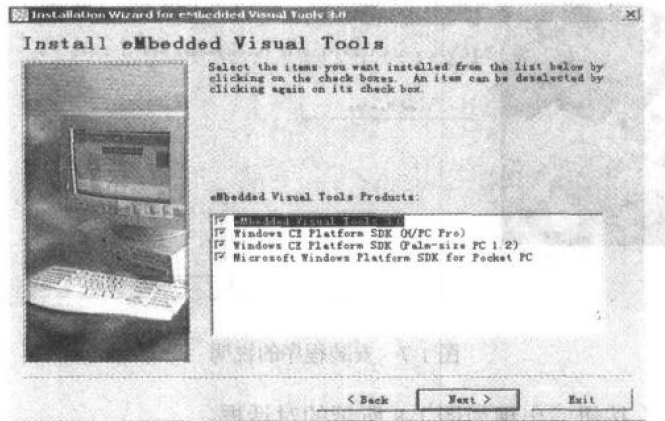 Installation Wizard for eMbedded Visual Tools 3.0
Install eMbedded Visual Tools
Select the items you want installed from the list below by
clicking on the check boxes. An item can be deselected by
clicking again on its check box.
eMbedded Visual Tools Products:
eMbedded Visual Tools 3.0
Windows CE Platform SDK (H/PC Pro)
Windows CE Platform SDK (Palm-size PC 1.2)
Microsoft Windows Platform SDK for Pocket PC
< Back
Next >
Exit